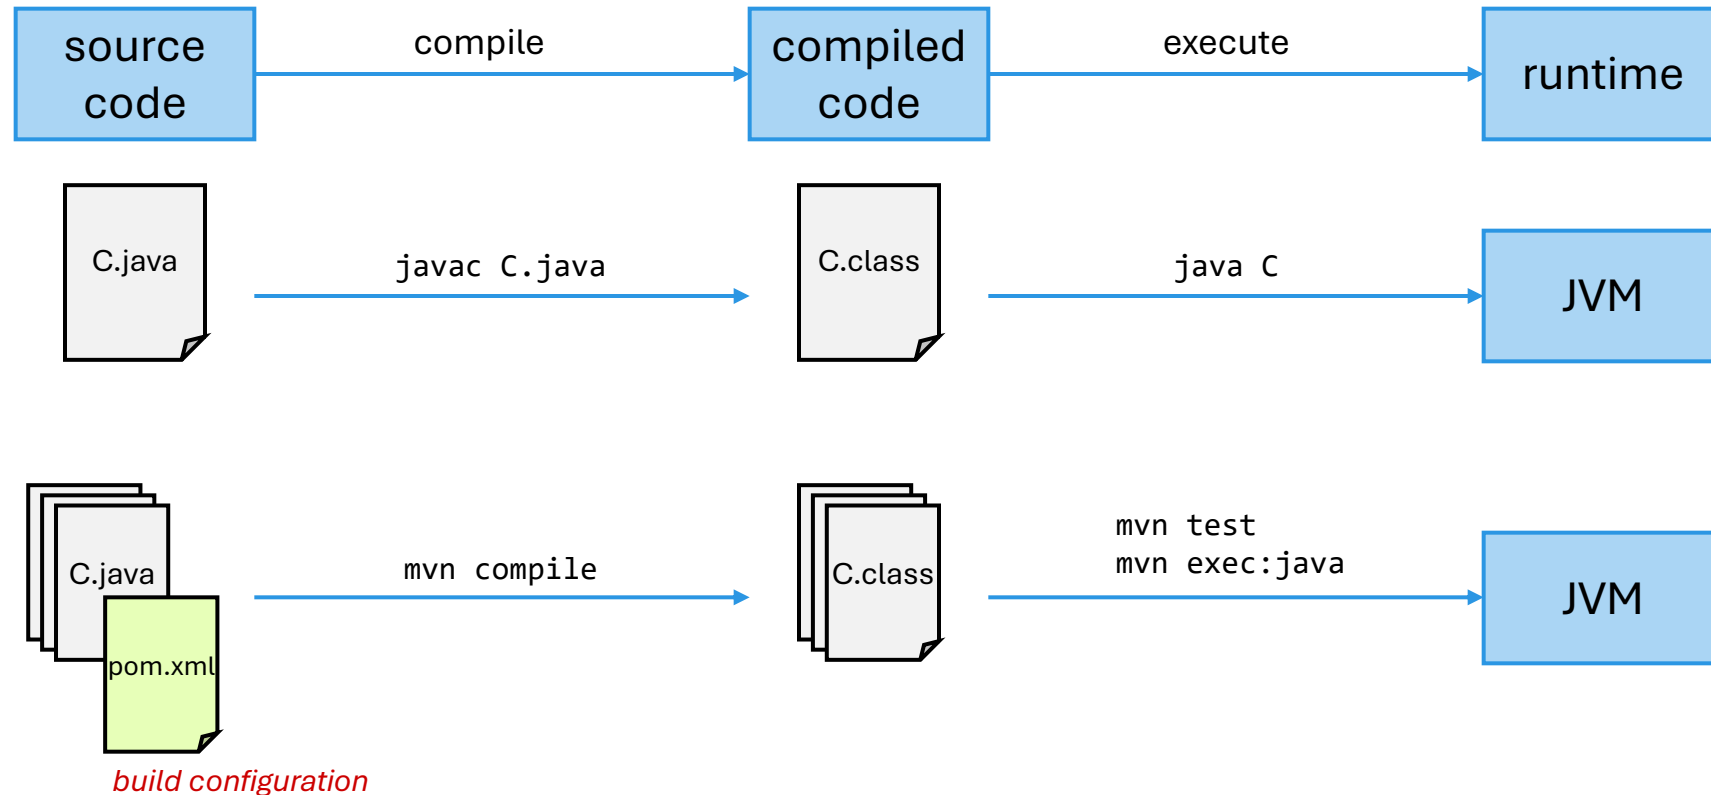 source
code
compile
compiled
code
execute
runtime
C.java
javac C.java
C.class
java C
JVM
C.java
pom.xml
build configuration
mvn compile
C.class
mvn test
mvn exec:java
JVM